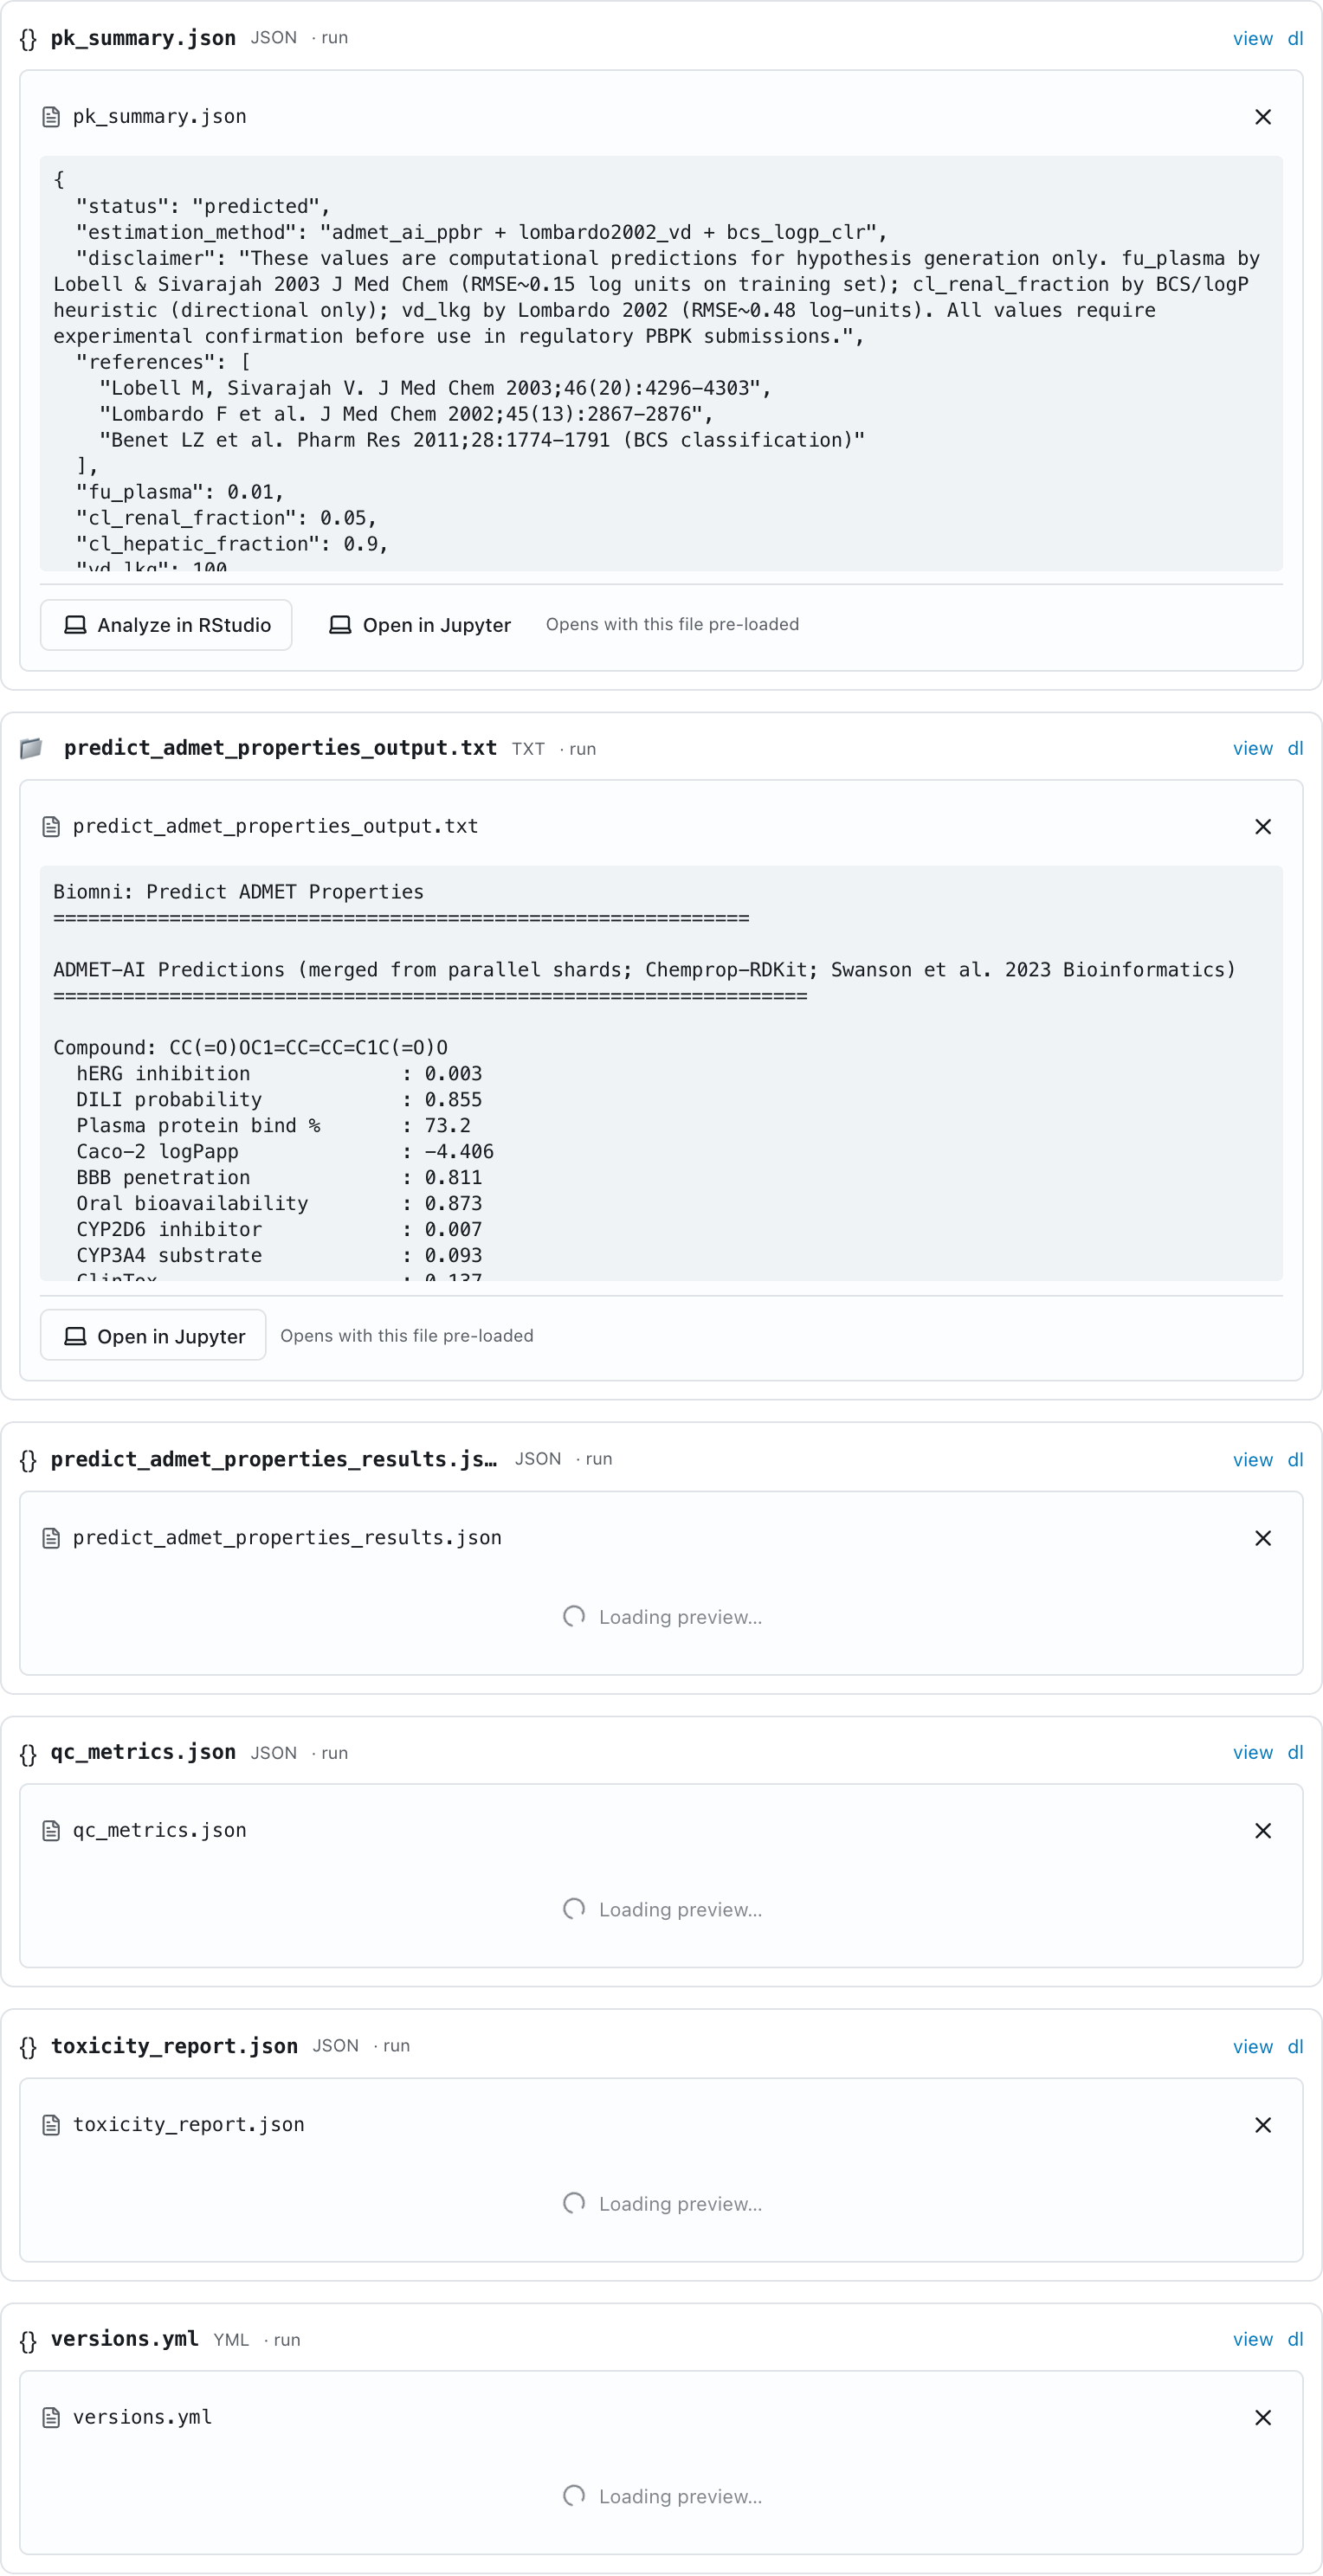 {} pk_summary.json JSON · run view dl
pk_summary.json
{
  "status": "predicted",
  "estimation_method": "admet_ai_ppbr + lombardo2002_vd + bcs_logp_clr",
  "disclaimer": "These values are computational predictions for hypothesis generation only. fu_plasma by
Lobell & Sivarajah 2003 J Med Chem (RMSE~0.15 log units on training set); cl_renal_fraction by BCS/logP
heuristic (directional only); vd_lkg by Lombardo 2002 (RMSE~0.48 log-units). All values require
experimental confirmation before use in regulatory PBPK submissions.",
  "references": [
    "Lobell M, Sivarajah V. J Med Chem 2003;46(20):4296-4303",
    "Lombardo F et al. J Med Chem 2002;45(13):2867-2876",
    "Benet LZ et al. Pharm Res 2011;28:1774-1791 (BCS classification)"
  ],
  "fu_plasma": 0.01,
  "cl_renal_fraction": 0.05,
  "cl_hepatic_fraction": 0.9,
  "vd_lkg": 100
Analyze in RStudio Open in Jupyter Opens with this file pre-loaded
predict_admet_properties_output.txt TXT · run view dl
predict_admet_properties_output.txt
Biomni: Predict ADMET Properties
============================================================
ADMET-AI Predictions (merged from parallel shards; Chemprop-RDKit; Swanson et al. 2023 Bioinformatics)
=================================================================
Compound: CC(=O)OC1=CC=CC=C1C(=O)O
  hERG inhibition             : 0.003
  DILI probability            : 0.855
  Plasma protein bind %       : 73.2
  Caco-2 logPapp              : -4.406
  BBB penetration             : 0.811
  Oral bioavailability        : 0.873
  CYP2D6 inhibitor            : 0.007
  CYP3A4 substrate            : 0.093
  ClinTox                     : 0.137
Open in Jupyter Opens with this file pre-loaded
{} predict_admet_properties_results.js… JSON · run view dl
predict_admet_properties_results.json
Loading preview...
{} qc_metrics.json JSON · run view dl
qc_metrics.json
Loading preview...
{} toxicity_report.json JSON · run view dl
toxicity_report.json
Loading preview...
{} versions.yml YML · run view dl
versions.yml
Loading preview...